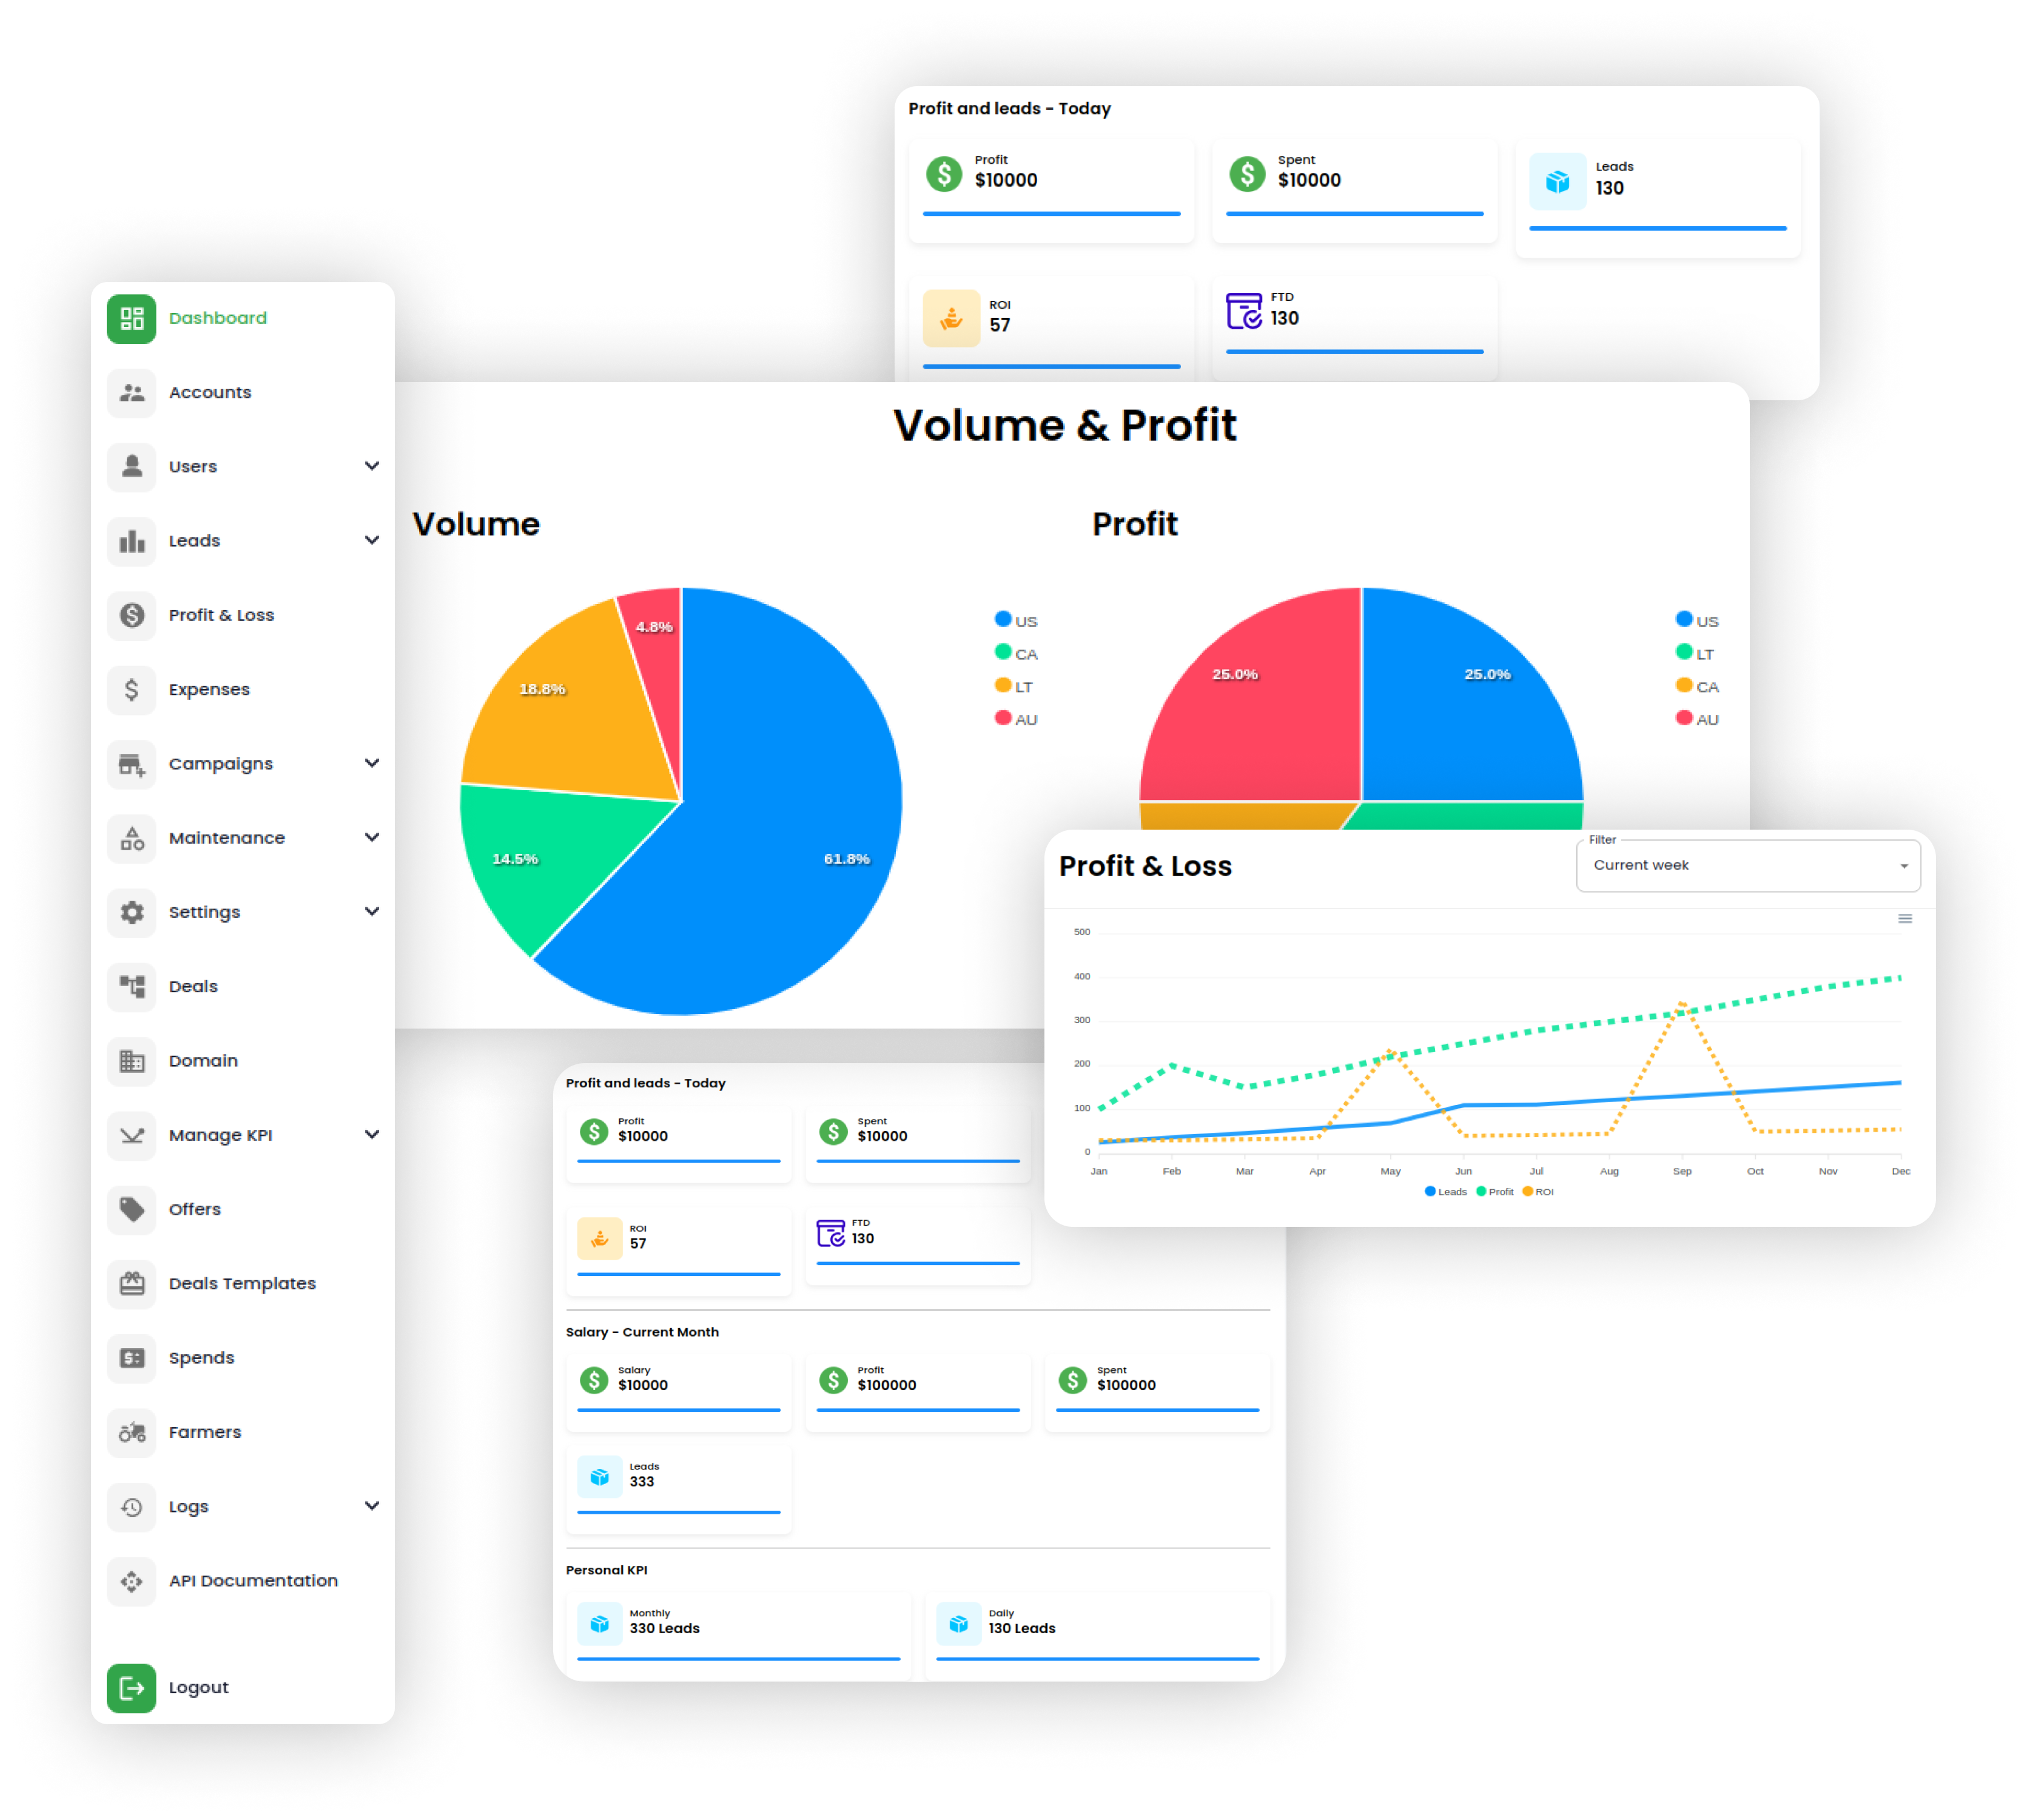 Profit and leads - Today
Profit
$10000
Spent
$10000
Leads
130
ROI
57
FTD
130
Dashboard
Accounts
Users
Leads
Profit & Loss
Expenses
Campaigns
Maintenance
Settings
Deals
Domain
Manage KPI
Offers
Deals Templates
Spends
Farmers
Logs
API Documentation
Logout
Volume & Profit
Volume
4.8%
18.8%
14.5%
61.8%
US
CA
LT
AU
Profit
25.0%
25.0%
US
LT
CA
AU
Profit & Loss
Filter
Current week
500
400
300
200
100
0
Jan Feb Mar Apr May Jun Jul Aug Sep Oct Nov Dec
Leads Profit ROI
Profit and leads - Today
Profit
$10000
Spent
$10000
ROI
57
FTD
130
Salary - Current Month
Salary
$10000
Profit
$100000
Spent
$100000
Leads
333
Personal KPI
Monthly
330 Leads
Daily
130 Leads